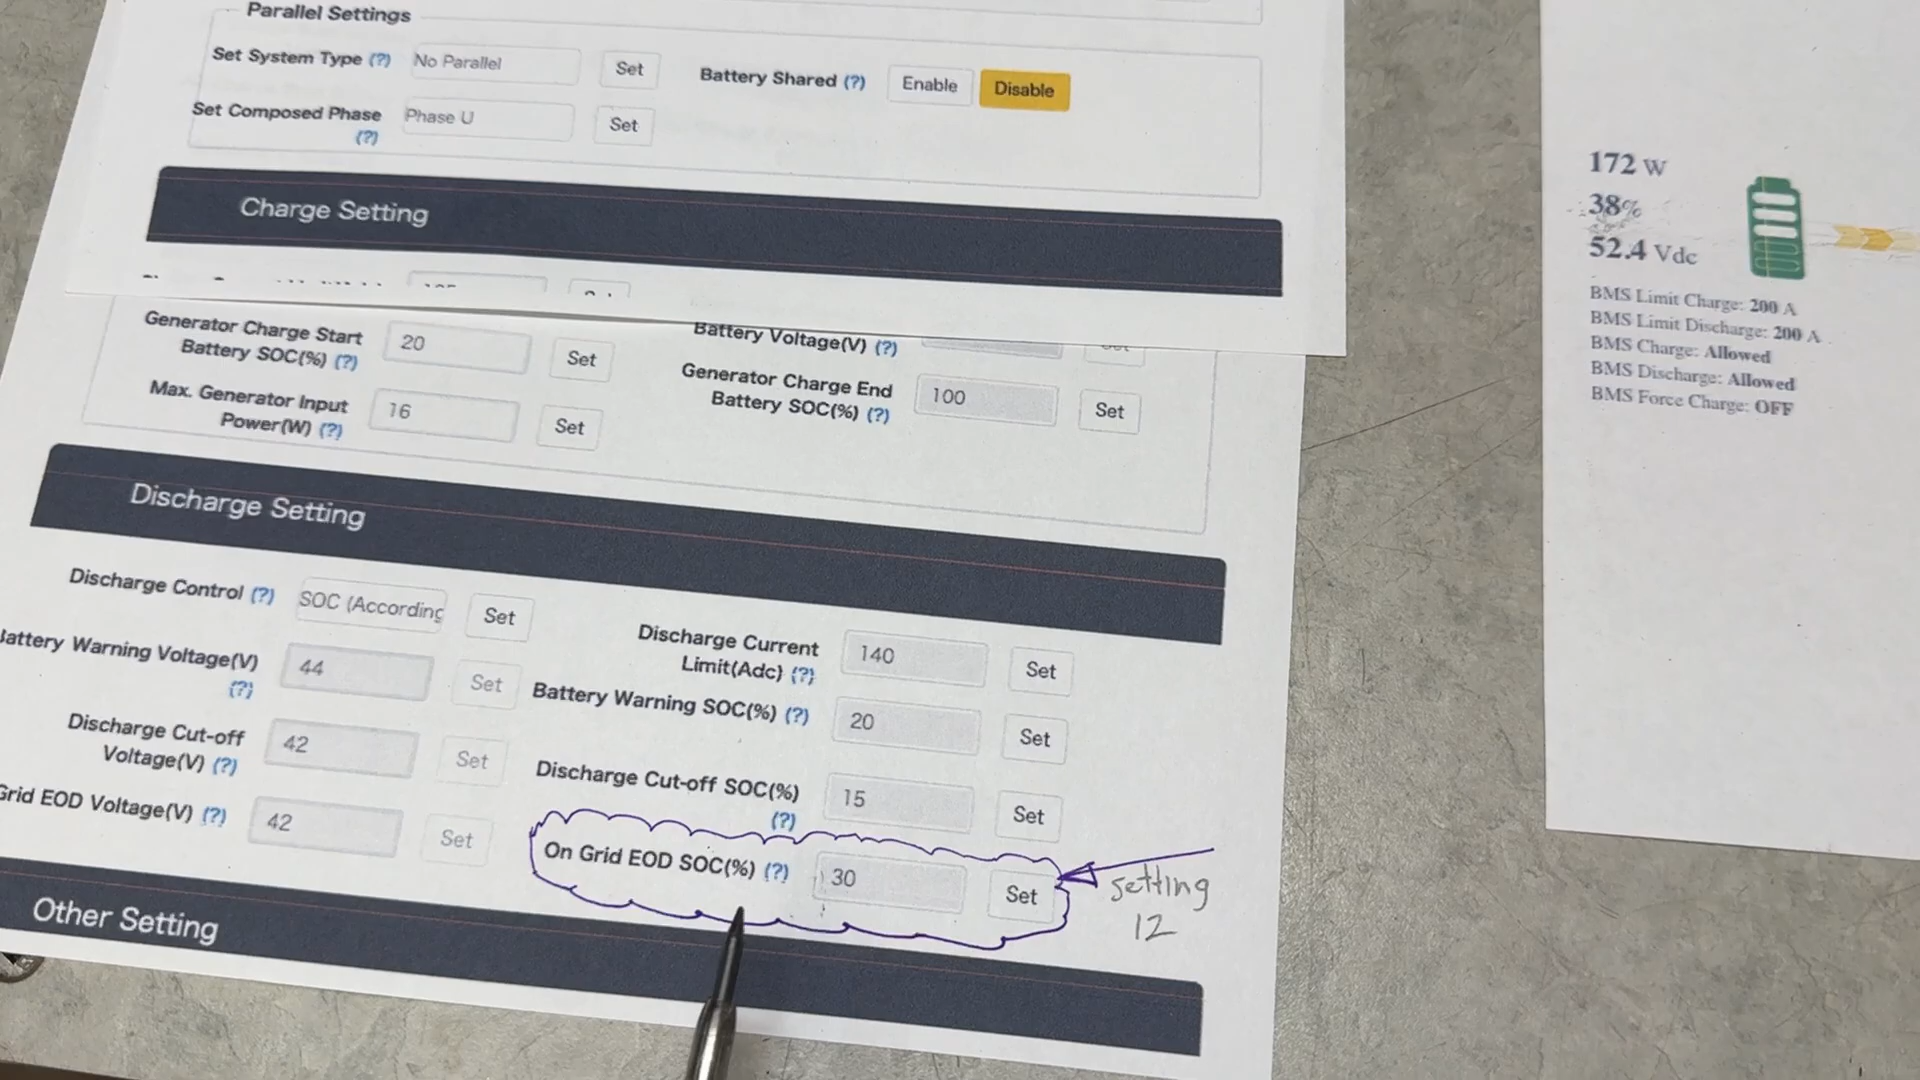 Parallel Settings
Set System Type (?) No Parallel Set Battery Shared (?) Enable Disable
Set Composed Phase (?) Phase U Set
Charge Setting
Generator Charge Start Battery SOC(%) (?) 20 Set
Battery Voltage(V) (?)
Max. Generator Input Power(W) (?) 16 Set
Generator Charge End Battery SOC(%) (?) 100 Set
Discharge Setting
Discharge Control (?) SOC (According Set
Discharge Current Limit(Adc) (?) 140 Set
Battery Warning Voltage(V) (?) 44 Set
Battery Warning SOC(%) (?) 20 Set
Discharge Cut-off Voltage(V) (?) 42 Set
Discharge Cut-off SOC(%) (?) 15 Set
Grid EOD Voltage(V) (?) 42 Set
On Grid EOD SOC(%) (?) 30 Set
setting
12
Other Setting
172 W
38%
52.4 Vdc
BMS Limit Charge: 200 A
BMS Limit Discharge: 200 A
BMS Charge: Allowed
BMS Discharge: Allowed
BMS Force Charge: OFF